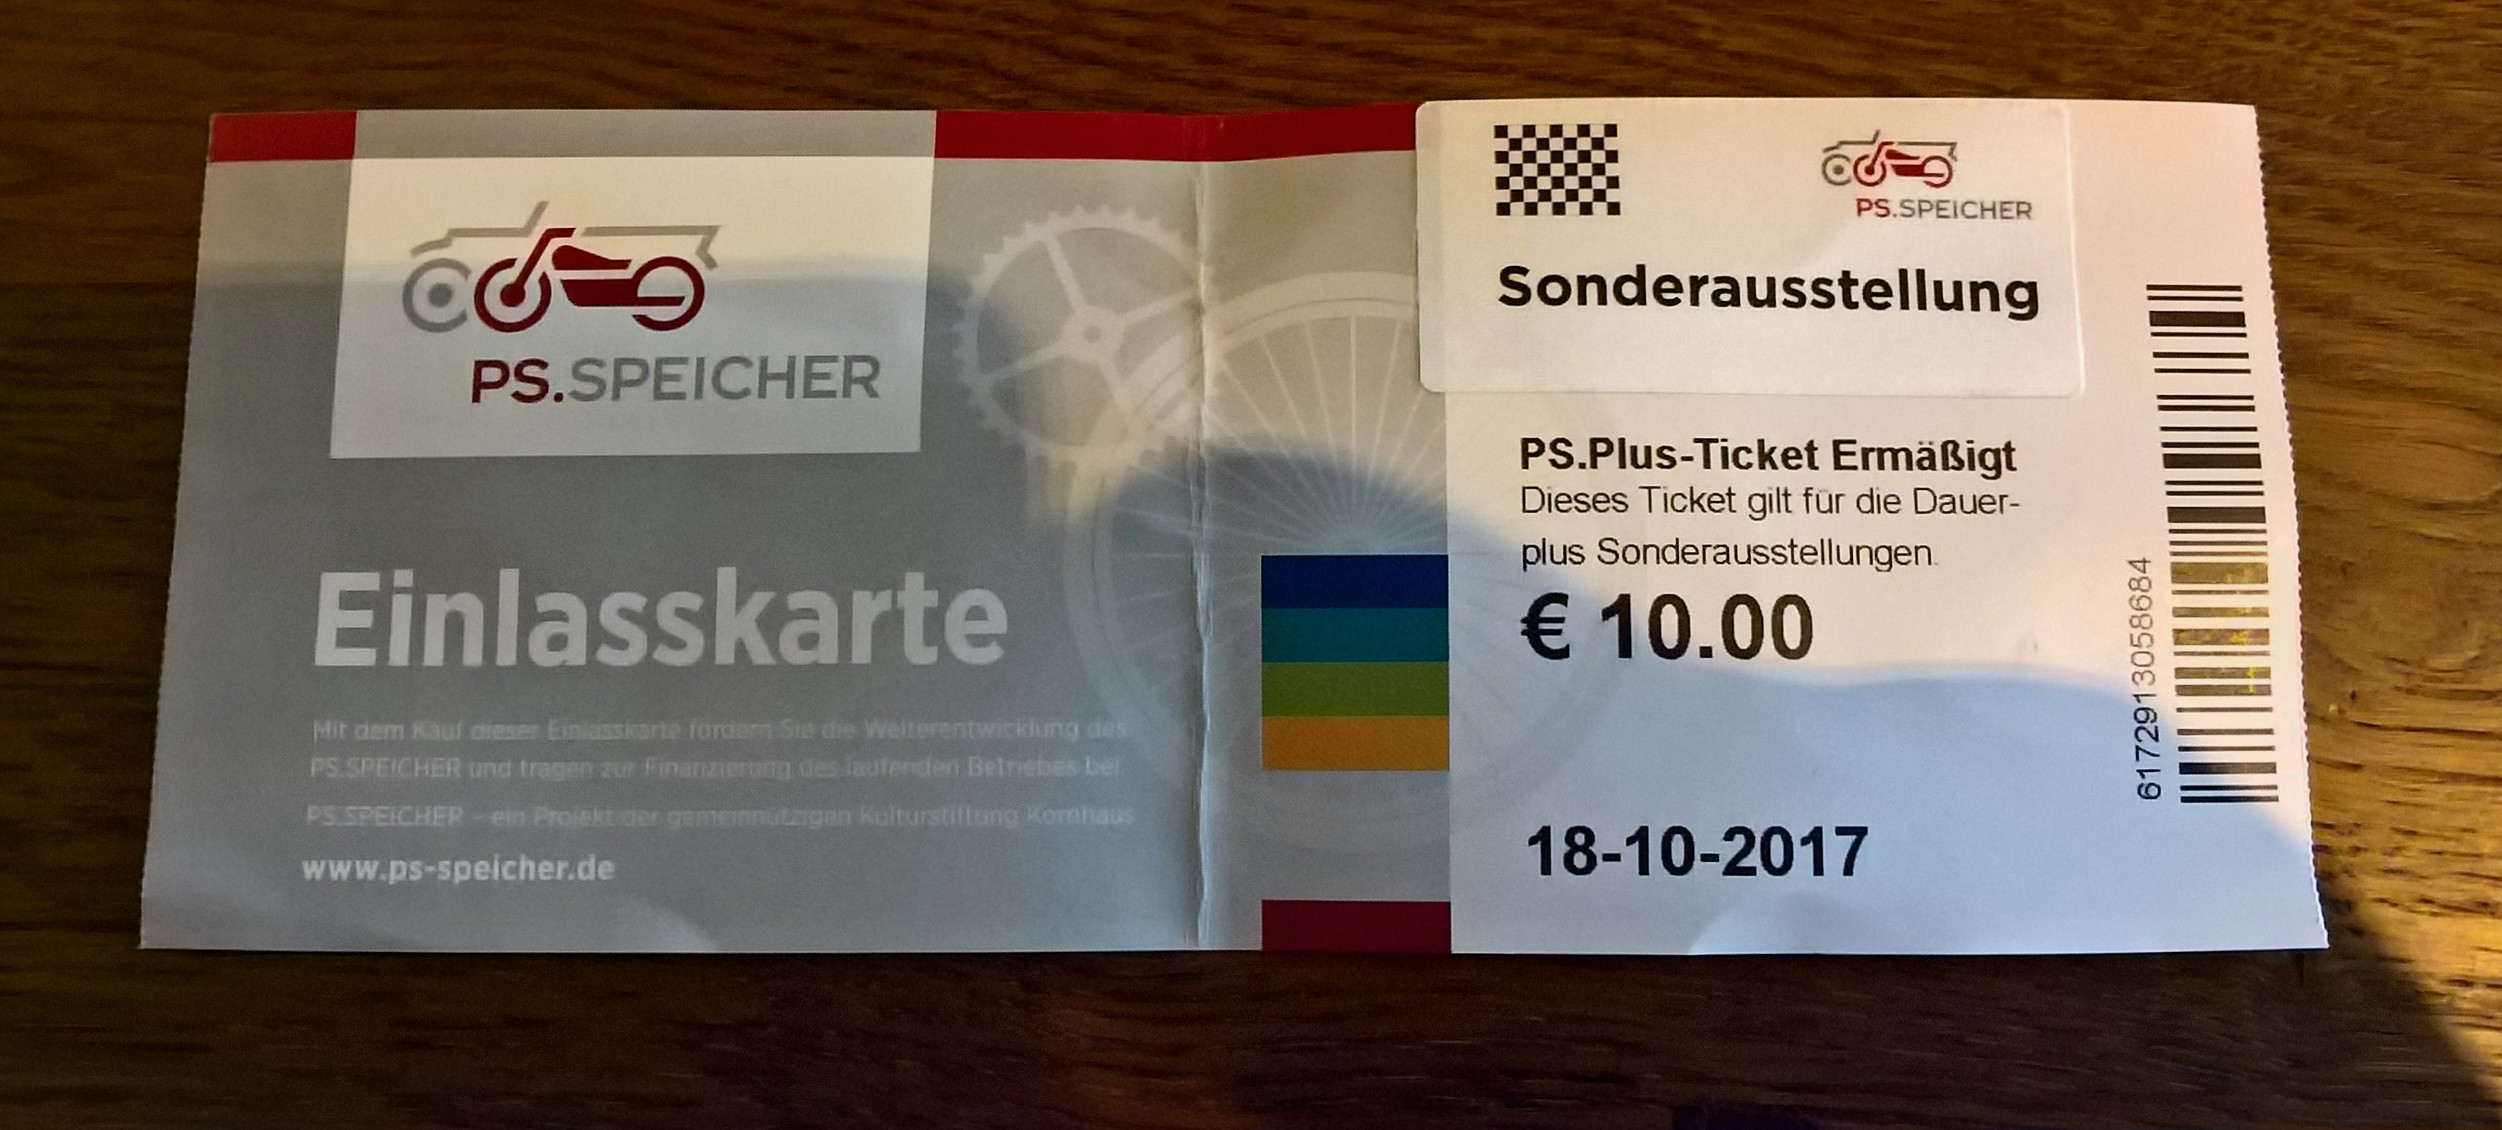 PS.SPEICHER
Einlasskarte
Mit dem Kauf dieser Einlasskarte fördern Sie die Weiterentwicklung des
PS.SPEICHER und tragen zur Finanzierung des laufenden Betriebes bei.
PS.SPEICHER - ein Projekt der gemeinnützigen Kulturstiftung Kornhaus
www.ps-speicher.de
PS.SPEICHER
Sonderausstellung
PS.Plus-Ticket Ermäßigt
Dieses Ticket gilt für die Dauer-
plus Sonderausstellungen.
€ 10.00
18-10-2017
6172913058684